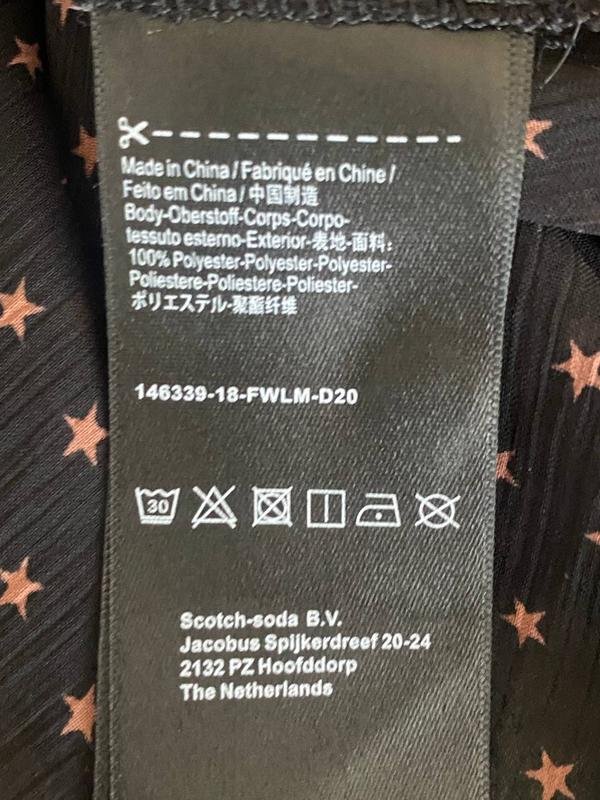 Made in China / Fabriqué en Chine /
Feito em China / 中国制造
Body-Oberstoff-Corps-Corpo-
tessuto esterno-Exterior-表地-面料:
100% Polyester-Polyester-Polyester-
Poliestere-Poliestere-Poliester-
ポリエステル-聚酯纤维
146339-18-FWLM-D20
30
Scotch-soda B.V.
Jacobus Spijkerdreef 20-24
2132 PZ Hoofddorp
The Netherlands